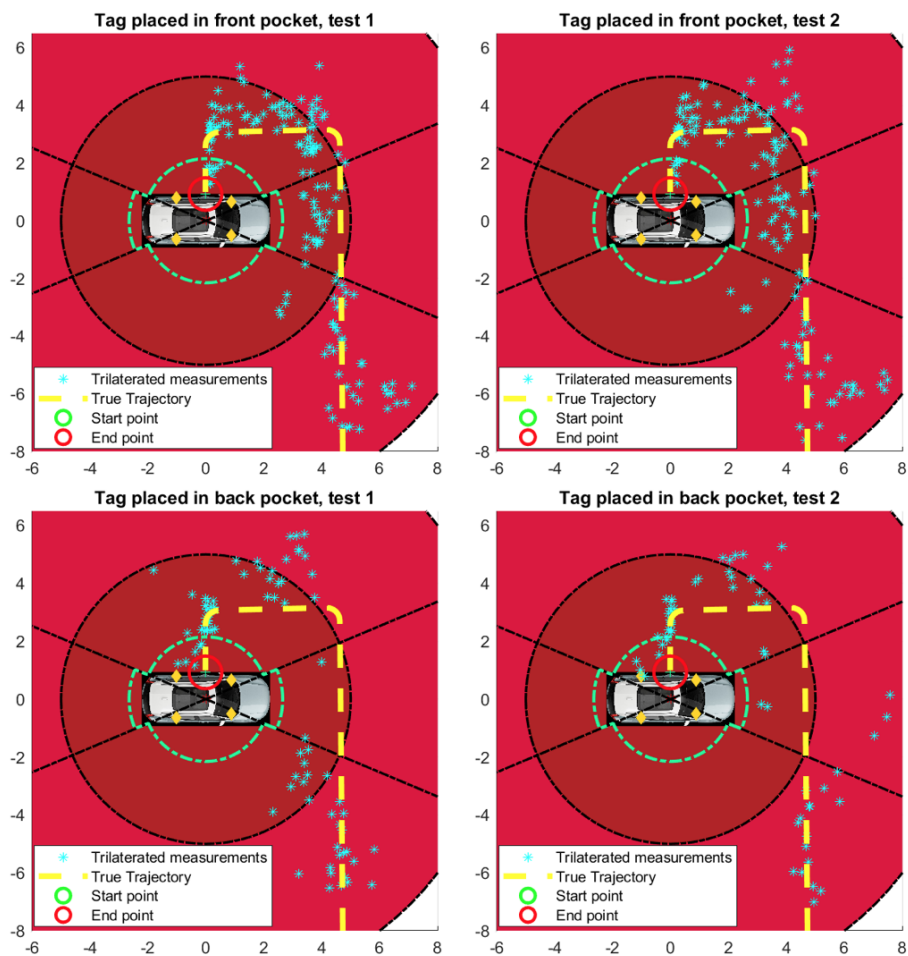 Tag placed in front pocket, test 1
6
4
2
0
-2
-4
-6
-8
Trilaterated measurements
True Trajectory
Start point
End point
-6 -4 -2 0 2 4 6 8
Tag placed in front pocket, test 2
6
4
2
0
-2
-4
-6
-8
Trilaterated measurements
True Trajectory
Start point
End point
-6 -4 -2 0 2 4 6 8
Tag placed in back pocket, test 1
6
4
2
0
-2
-4
-6
-8
Trilaterated measurements
True Trajectory
Start point
End point
-6 -4 -2 0 2 4 6 8
Tag placed in back pocket, test 2
6
4
2
0
-2
-4
-6
-8
Trilaterated measurements
True Trajectory
Start point
End point
-6 -4 -2 0 2 4 6 8